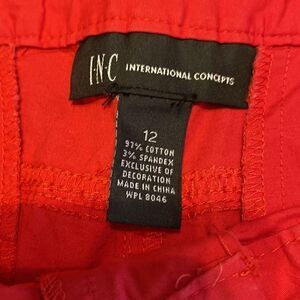 I·N·C INTERNATIONAL CONCEPTS
12
97% COTTON
3% SPANDEX
EXCLUSIVE OF
DECORATION
MADE IN CHINA
WPL 8046